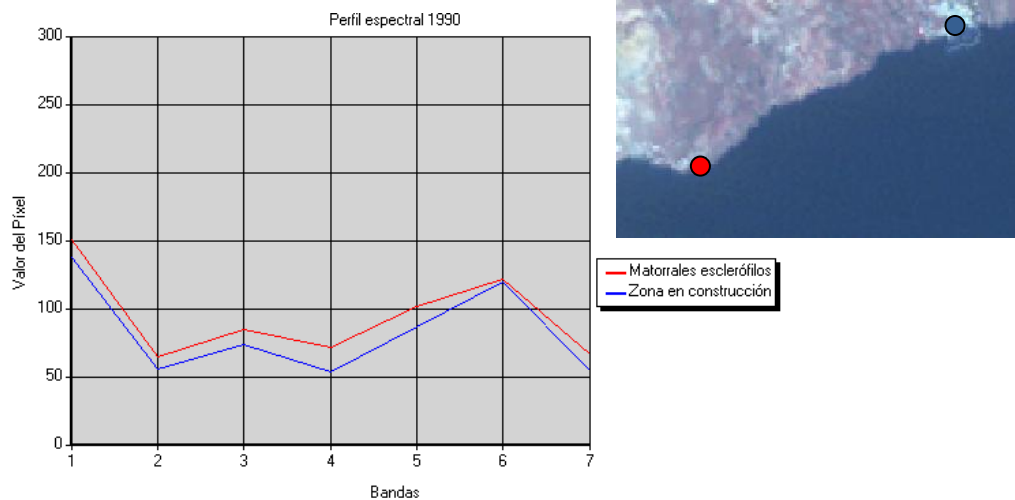 Perfil espectral 1990
300
250
200
150
100
50
0
Valor del Píxel
1 2 3 4 5 6 7
Bandas
Matorrales esclerófilos
Zona en construcción